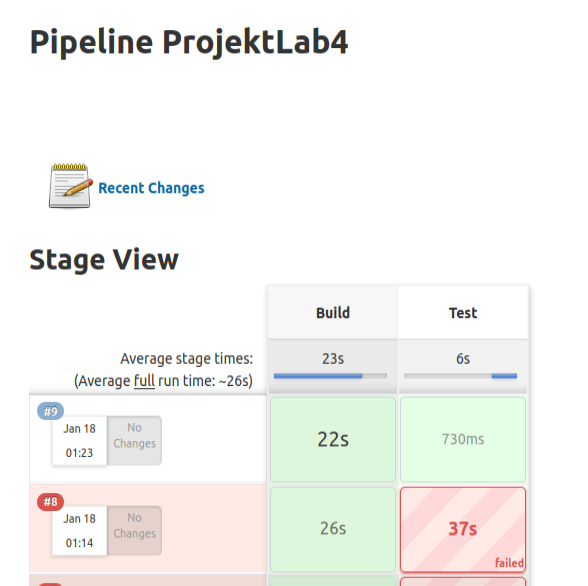 Pipeline ProjektLab4
Recent Changes
Stage View
Build Test
Average stage times: 23s 6s
(Average full run time: ~26s)
#9
Jan 18 No
01:23 Changes
22s 730ms
#8
Jan 18 No
01:14 Changes
26s 37s
failed